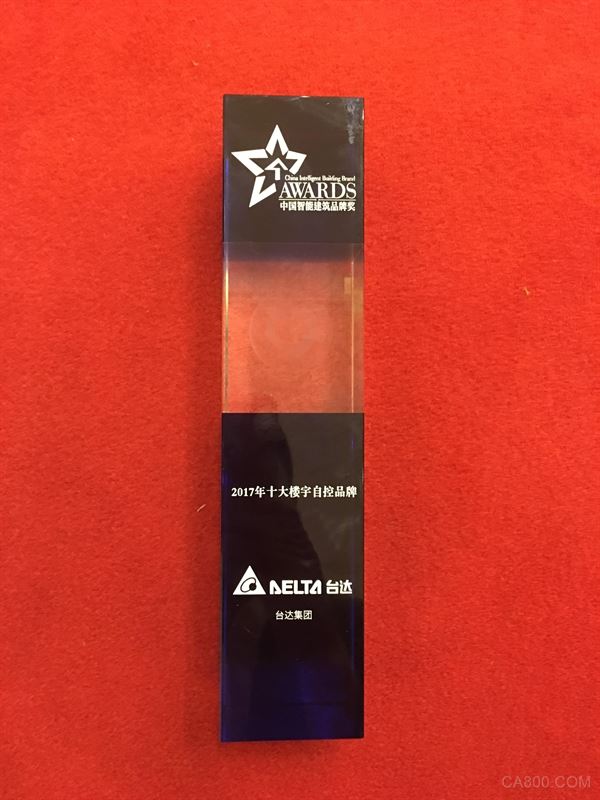 China Intelligent Building Brand
AWARDS
中国智能建筑品牌奖
2017年十大楼宇自控品牌
DELTA 台达
台达集团
CA800.COM